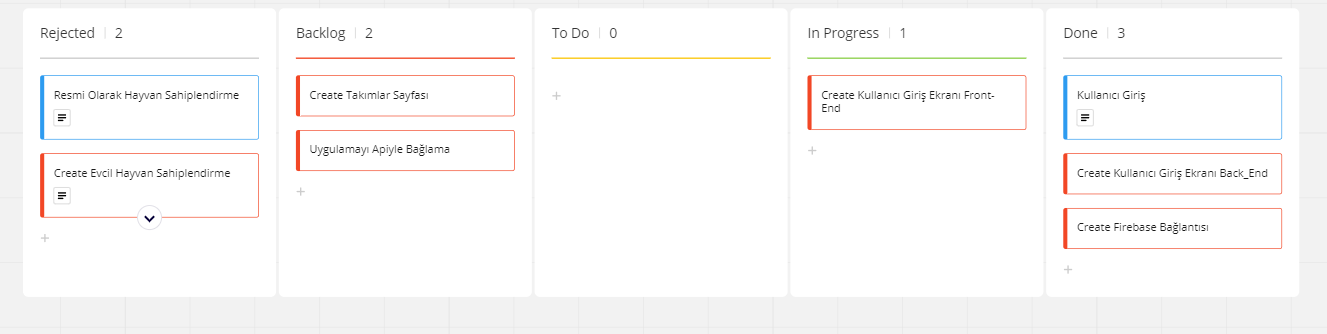 Rejected 2
Resmi Olarak Hayvan Sahiplendirme
Create Evcil Hayvan Sahiplendirme
Backlog 2
Create Takımlar Sayfası
Uygulamayı Apiyle Bağlama
To Do 0
In Progress 1
Create Kullanıcı Giriş Ekranı Front-
End
Done 3
Kullanıcı Giriş
Create Kullanıcı Giriş Ekranı Back_End
Create Firebase Bağlantısı